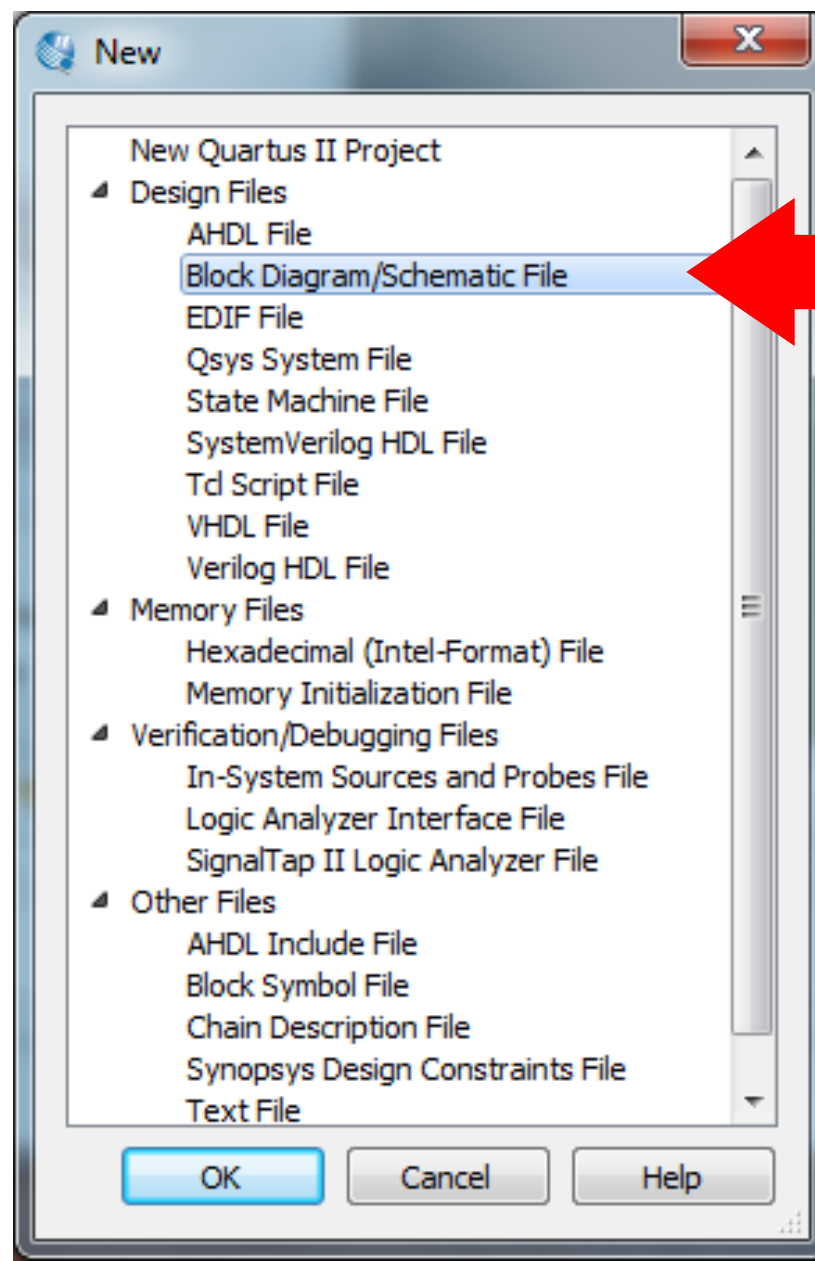 New
New Quartus II Project
Design Files
AHDL File
Block Diagram/Schematic File
EDIF File
Qsys System File
State Machine File
SystemVerilog HDL File
Tcl Script File
VHDL File
Verilog HDL File
Memory Files
Hexadecimal (Intel-Format) File
Memory Initialization File
Verification/Debugging Files
In-System Sources and Probes File
Logic Analyzer Interface File
SignalTap II Logic Analyzer File
Other Files
AHDL Include File
Block Symbol File
Chain Description File
Synopsys Design Constraints File
Text File
OK Cancel Help